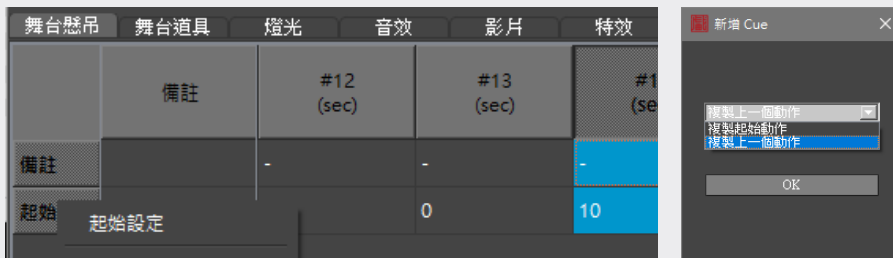 舞台懸吊 舞台道具 燈光 音效 影片 特效
備註 #12 #13 #1
(sec) (sec) (se
備註 - - -
起始 0 10
起始設定
新增 Cue
複製上一個動作
複製起始動作
複製上一個動作
OK